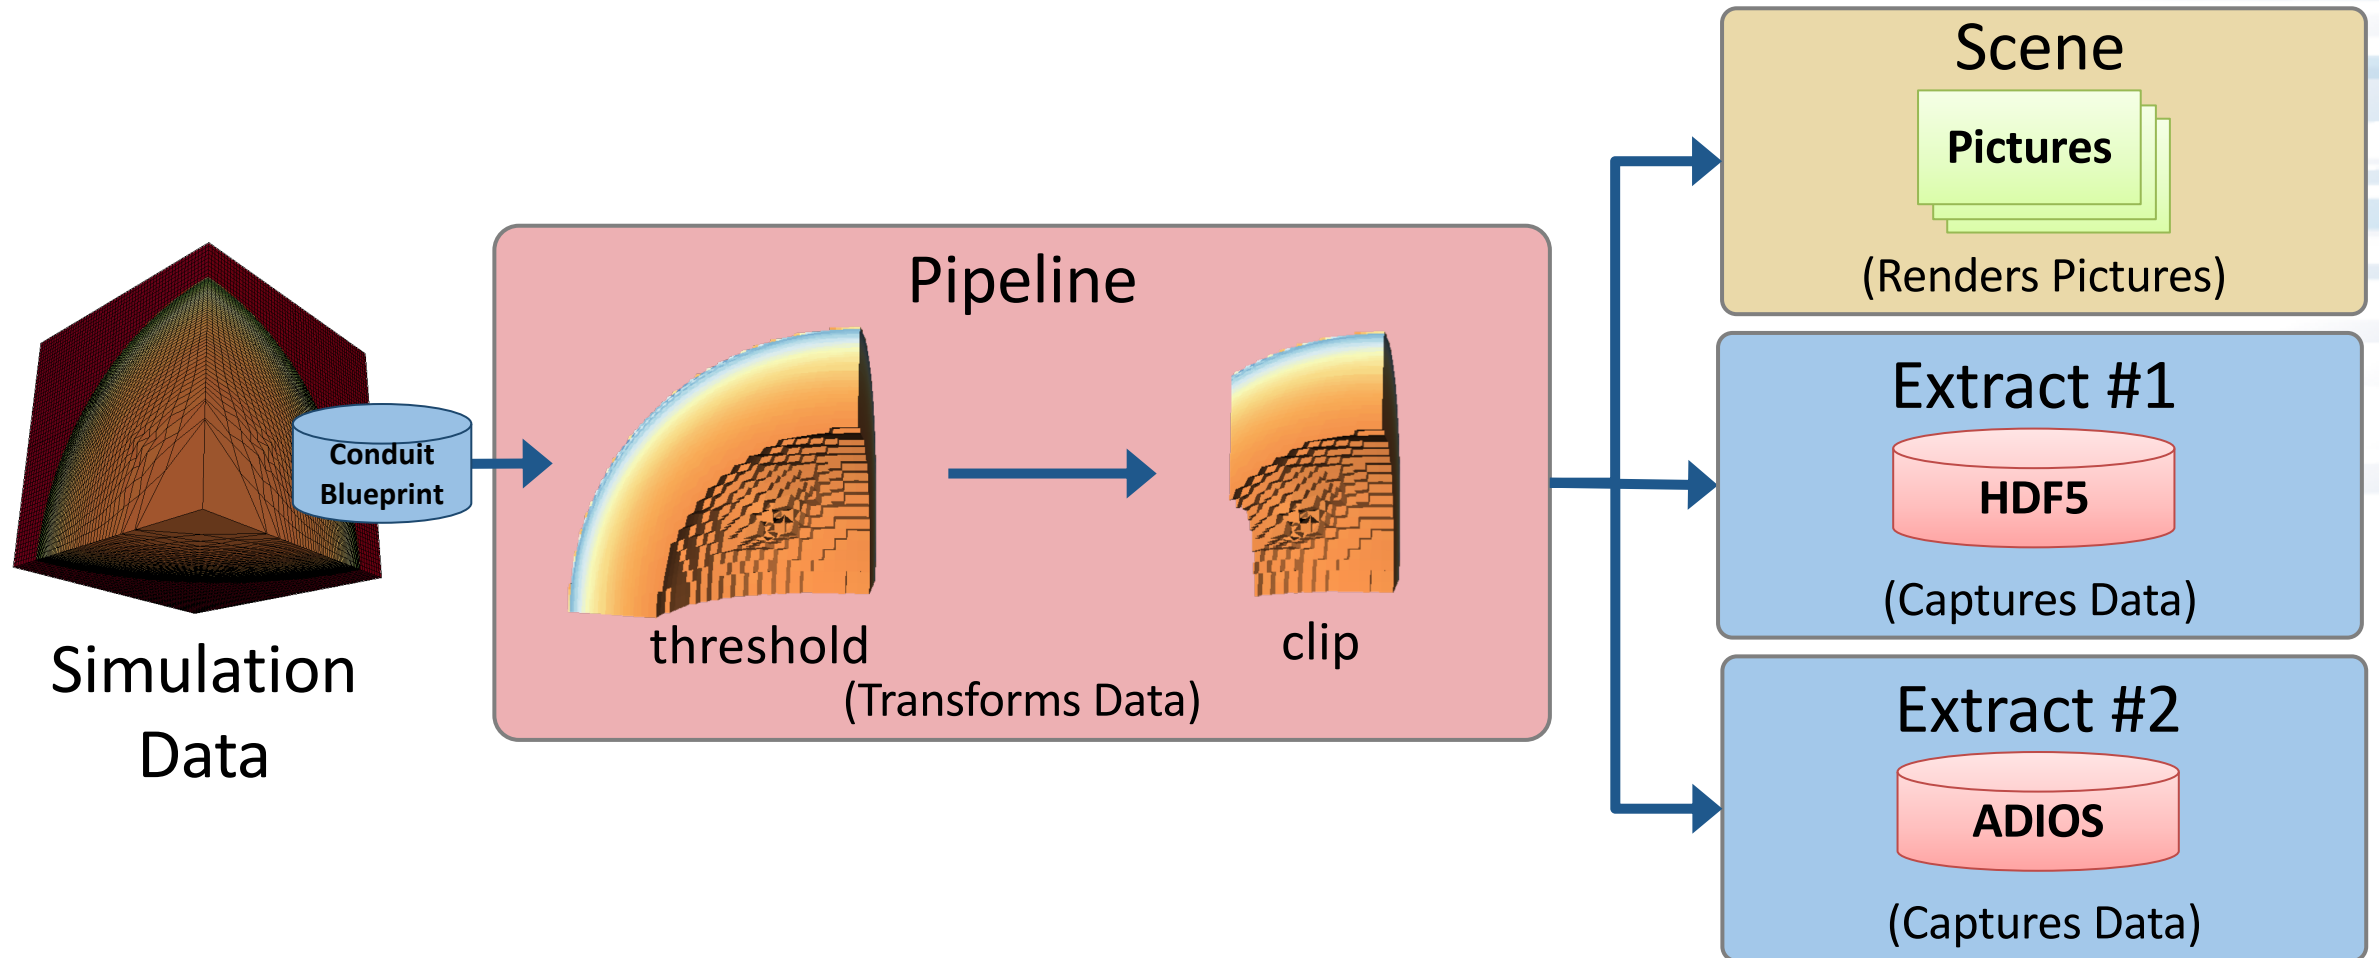 Simulation
Data
Conduit
Blueprint
Pipeline
threshold
clip
(Transforms Data)
Scene
Pictures
(Renders Pictures)
Extract #1
HDF5
(Captures Data)
Extract #2
ADIOS
(Captures Data)